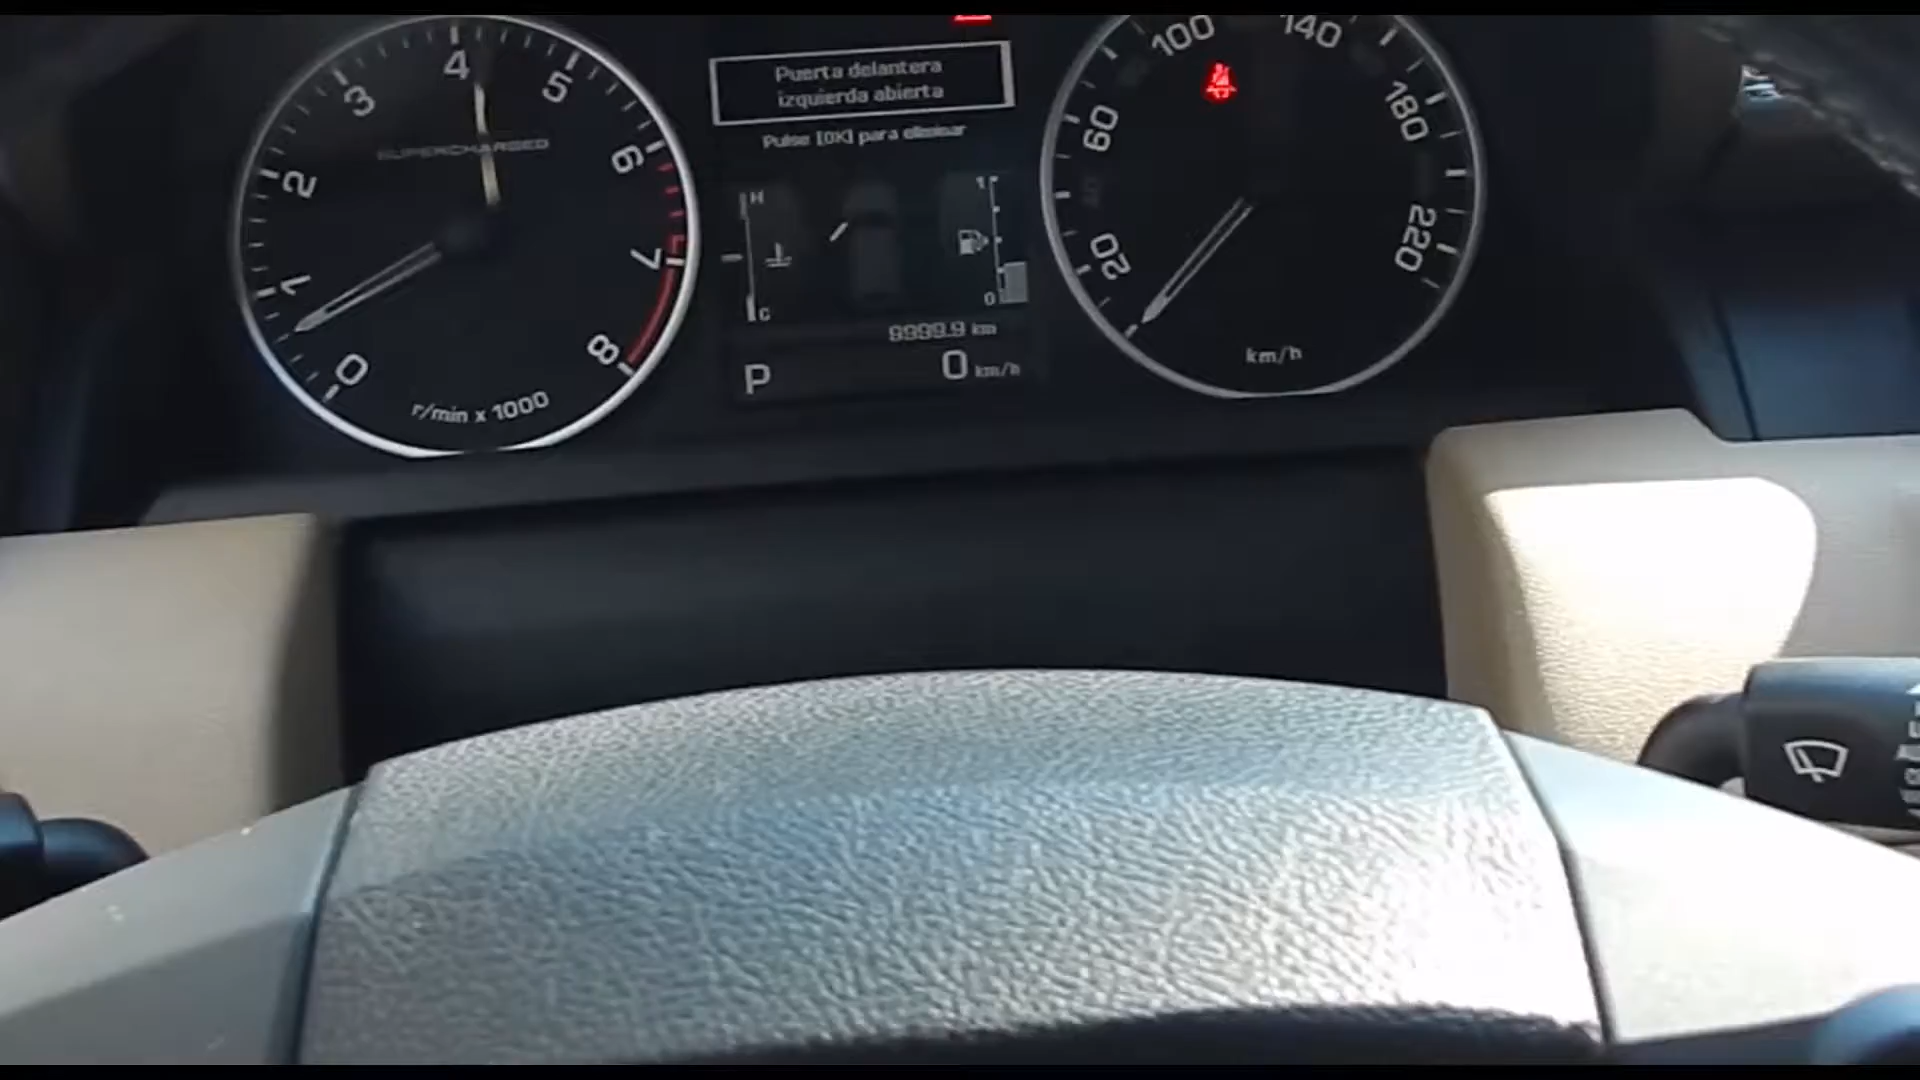 4
3
5
2
6
SUPERCHARGED
1
7
0
8
r/min x 1000
Puerta delantera
izquierda abierta
Pulse [OK] para eliminar
H
1
C
0
9999.9 km
P
0 km/h
100
140
60
180
20
220
km/h